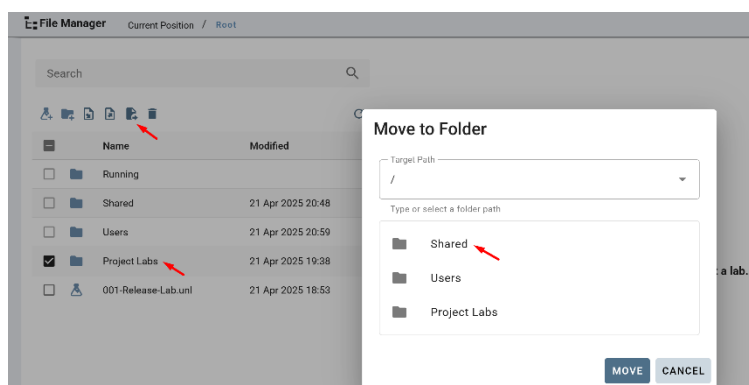 File Manager Current Position / Root
Search
Name Modified
Running
Shared 21 Apr 2025 20:48
Users 21 Apr 2025 20:59
Project Labs 21 Apr 2025 19:38
001-Release-Lab.unl 21 Apr 2025 18:53
Move to Folder
Target Path
/
Type or select a folder path
Shared
Users
Project Labs
MOVE CANCEL
a lab.